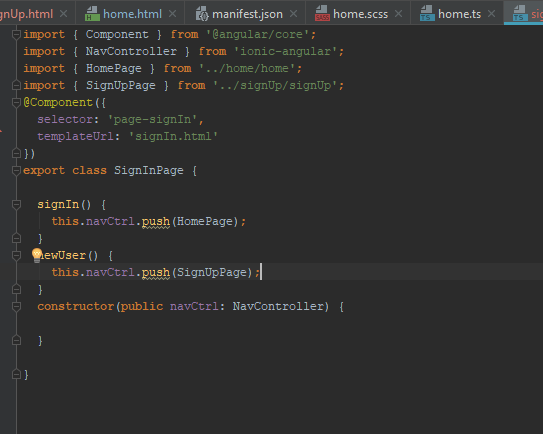 gnUp.html home.html manifest.json home.scss home.ts sig
import { Component } from '@angular/core';
import { NavController } from 'ionic-angular';
import { HomePage } from '../home/home';
import { SignUpPage } from '../signUp/signUp';
@Component({
  selector: 'page-signIn',
  templateUrl: 'signIn.html'
})
export class SignInPage {
  signIn() {
    this.navCtrl.push(HomePage);
  }
  newUser() {
    this.navCtrl.push(SignUpPage);
  }
  constructor(public navCtrl: NavController) {
  }
}